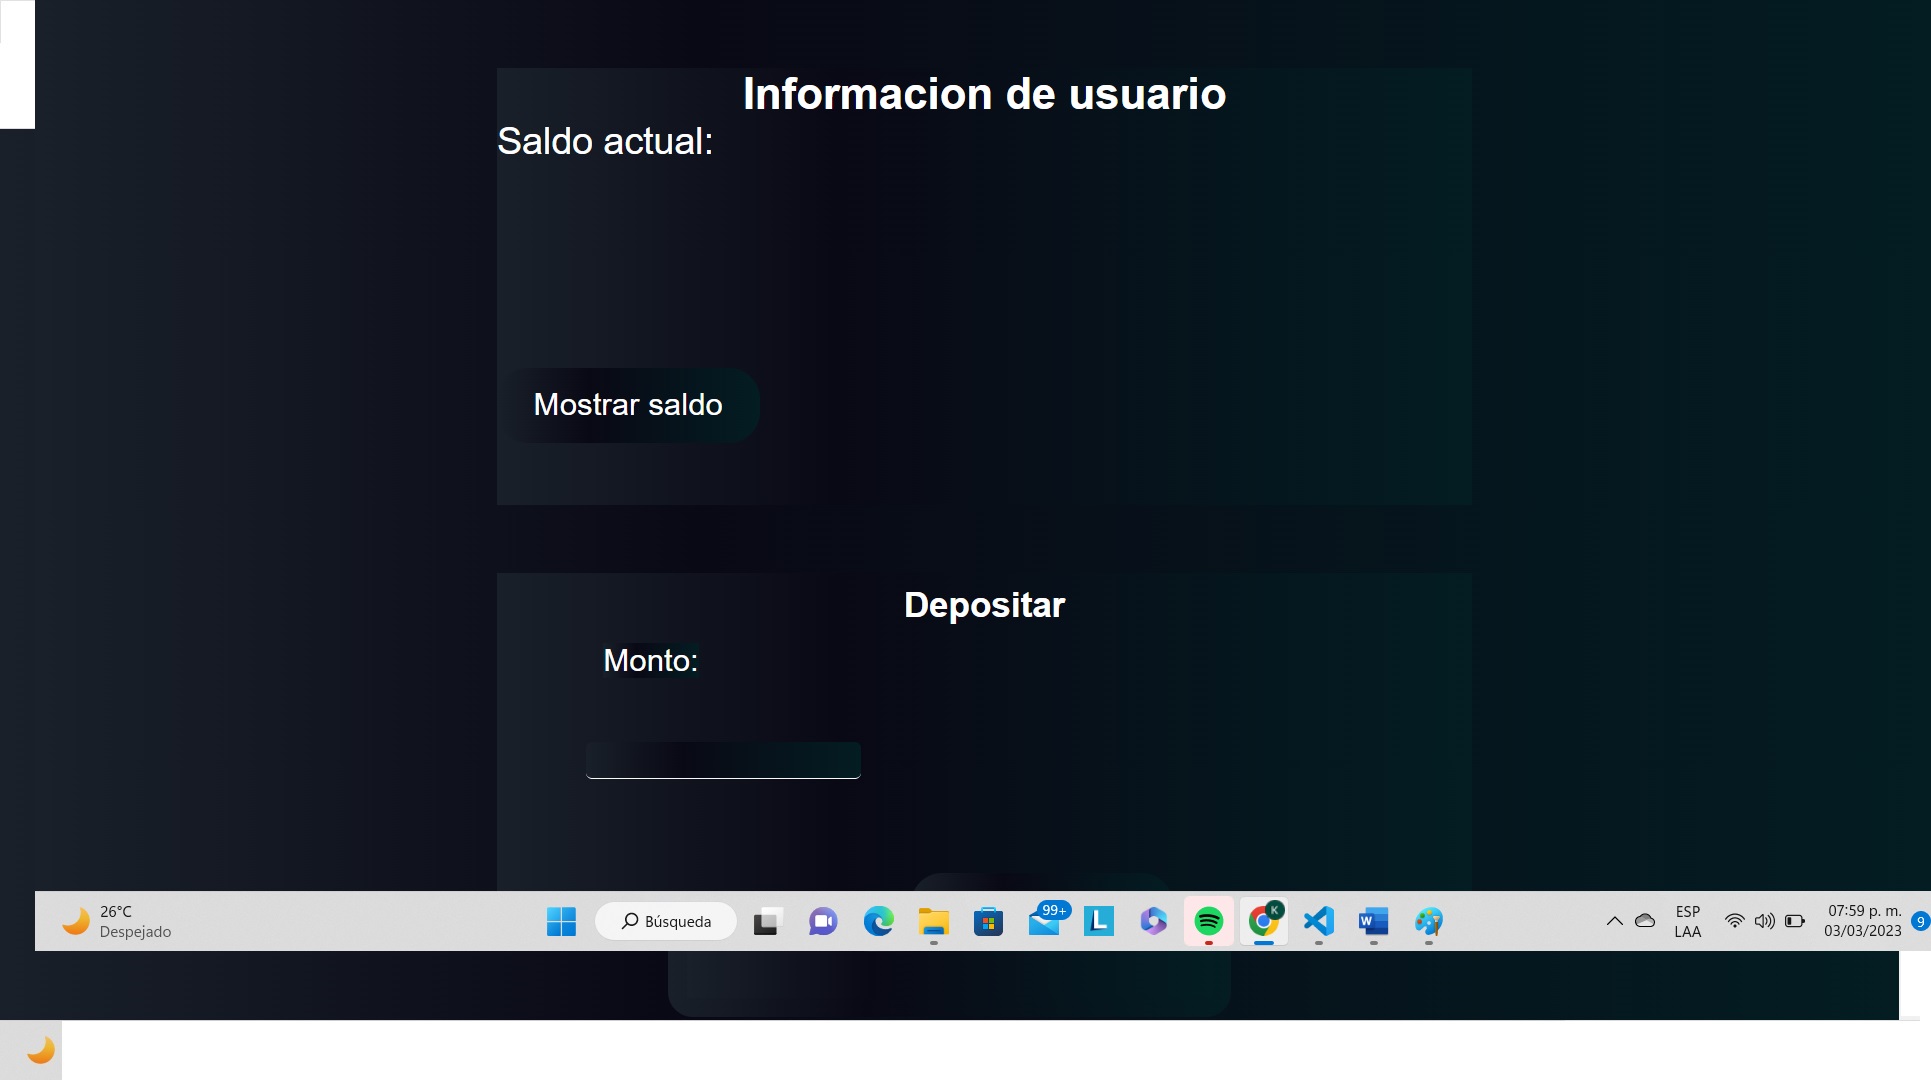 Informacion de usuario
Saldo actual:
Mostrar saldo
Depositar
Monto:
26°C
Despejado
Búsqueda
99+
L
K
W
ESP
LAA
07:59 p. m.
03/03/2023
9